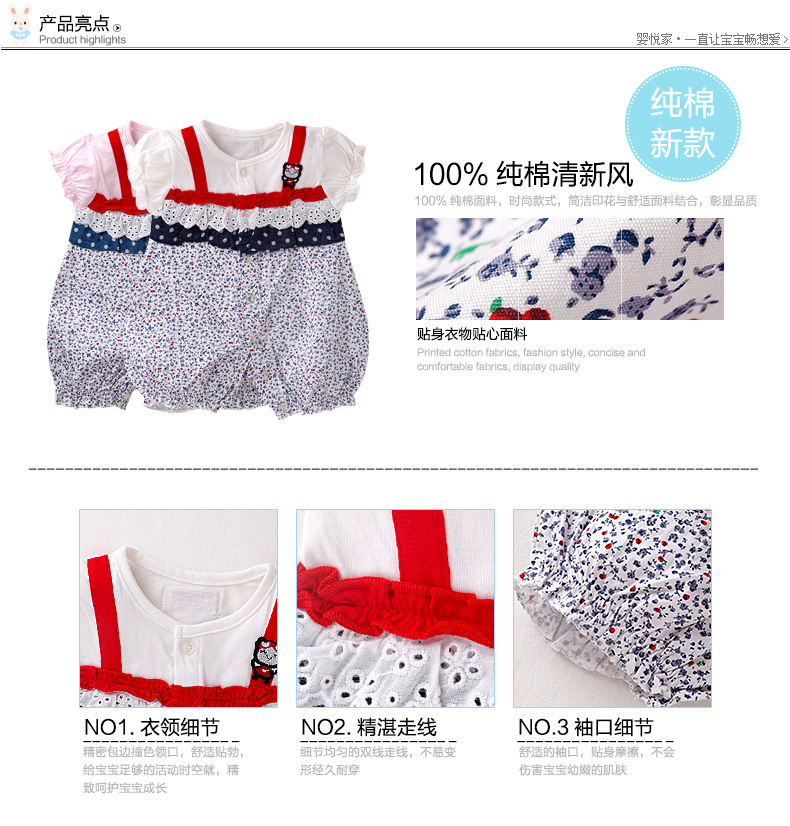 产品亮点
Product highlights
婴悦家•一直让宝宝畅想爱>
纯棉
新款
100% 纯棉清新风
100% 纯棉面料，时尚款式，简洁印花与舒适面料结合，彰显品质
贴身衣物贴心面料
Printed cotton fabrics, fashion style, concise and
comfortable fabrics, display quality
NO1. 衣领细节
精密包边撞色领口，舒适贴勃，
给宝宝足够的活动时空就，精
致呵护宝宝成长
NO2. 精湛走线
细节均匀的双线走线，不易变
形经久耐穿
NO.3 袖口细节
舒适的袖口，贴身摩擦，不会
伤害宝宝幼嫩的肌肤